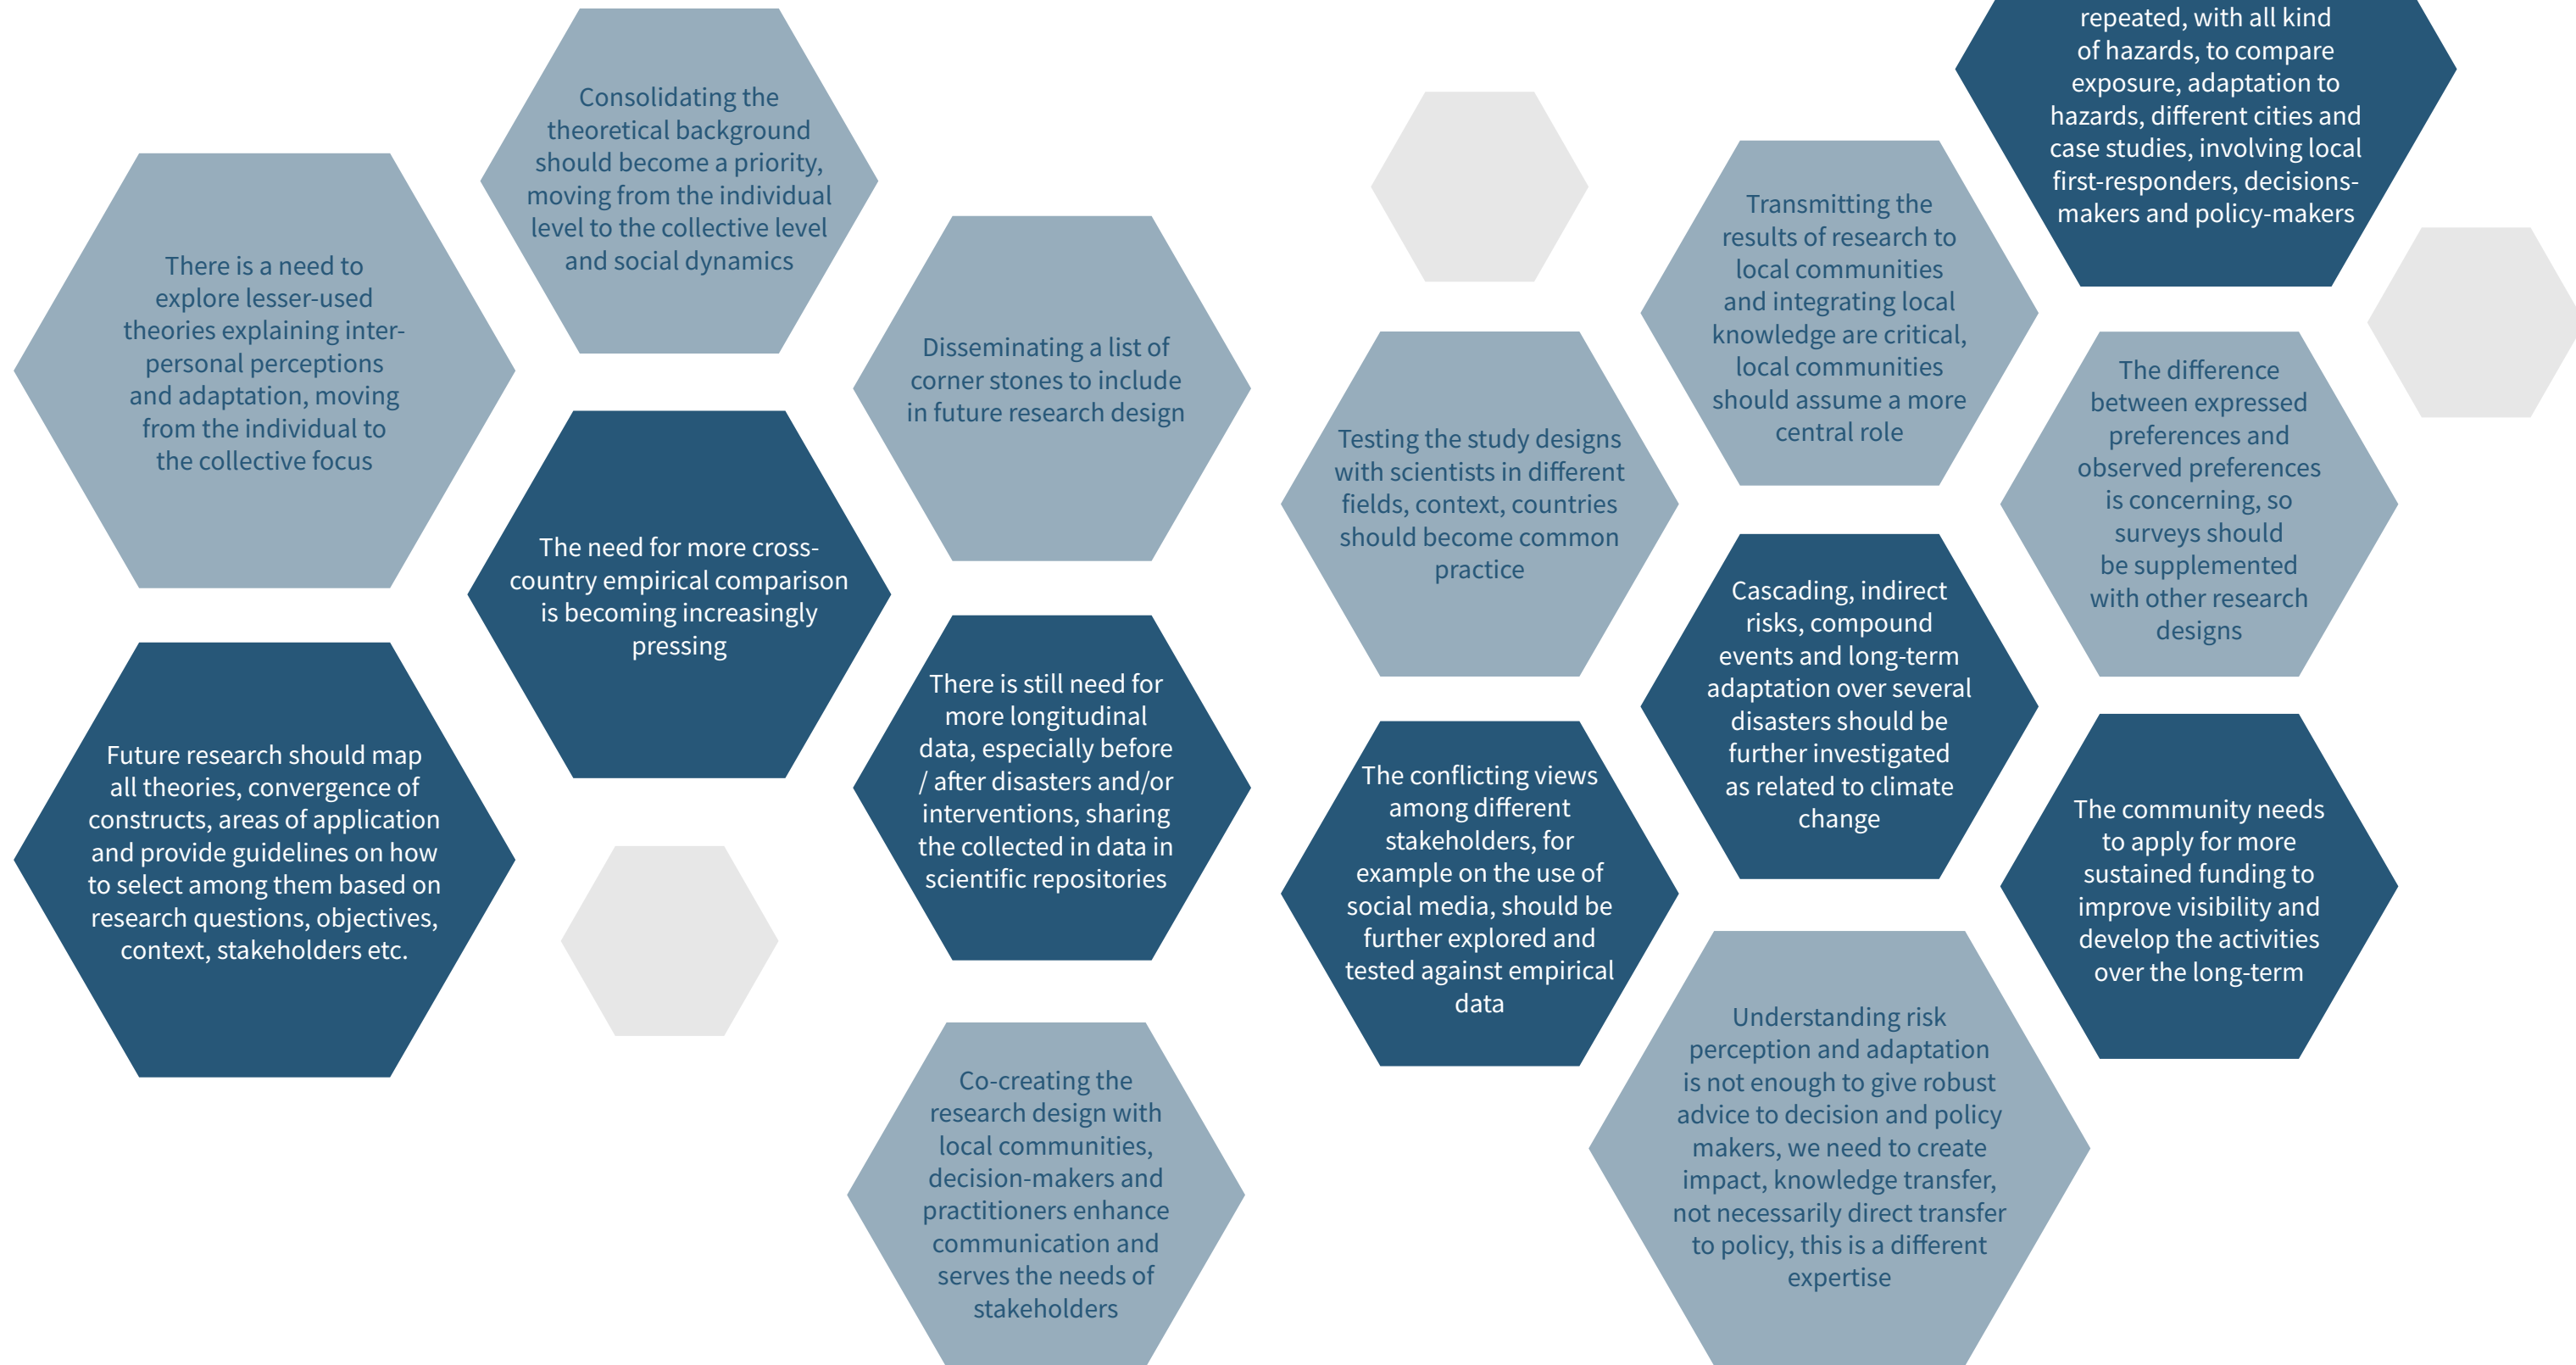 There is a need to
explore lesser-used
theories explaining inter-
personal perceptions
and adaptation, moving
from the individual to
the collective focus
Consolidating the
theoretical background
should become a priority,
moving from the individual
level to the collective level
and social dynamics
Disseminating a list of
corner stones to include
in future research design
The need for more cross-
country empirical comparison
is becoming increasingly
pressing
Future research should map
all theories, convergence of
constructs, areas of application
and provide guidelines on how
to select among them based on
research questions, objectives,
context, stakeholders etc.
There is still need for
more longitudinal
data, especially before
/ after disasters and/or
interventions, sharing
the collected in data in
scientific repositories
Co-creating the
research design with
local communities,
decision-makers and
practitioners enhance
communication and
serves the needs of
stakeholders
repeated, with all kind
of hazards, to compare
exposure, adaptation to
hazards, different cities and
case studies, involving local
first-responders, decisions-
makers and policy-makers
Transmitting the
results of research to
local communities
and integrating local
knowledge are critical,
local communities
should assume a more
central role
Testing the study designs
with scientists in different
fields, context, countries
should become common
practice
The difference
between expressed
preferences and
observed preferences
is concerning, so
surveys should
be supplemented
with other research
designs
Cascading, indirect
risks, compound
events and long-term
adaptation over several
disasters should be
further investigated
as related to climate
change
The conflicting views
among different
stakeholders, for
example on the use of
social media, should be
further explored and
tested against empirical
data
The community needs
to apply for more
sustained funding to
improve visibility and
develop the activities
over the long-term
Understanding risk
perception and adaptation
is not enough to give robust
advice to decision and policy
makers, we need to create
impact, knowledge transfer,
not necessarily direct transfer
to policy, this is a different
expertise